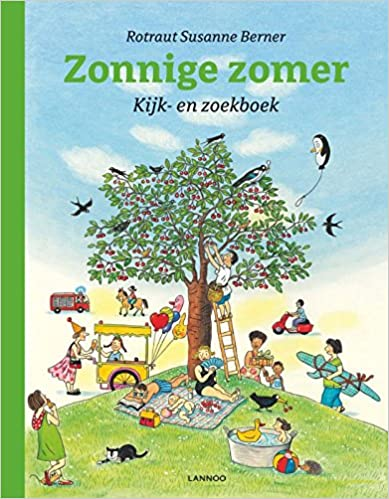 Rotraut Susanne Berner
Zonnige zomer
Kijk- en zoekboek
LANNOO